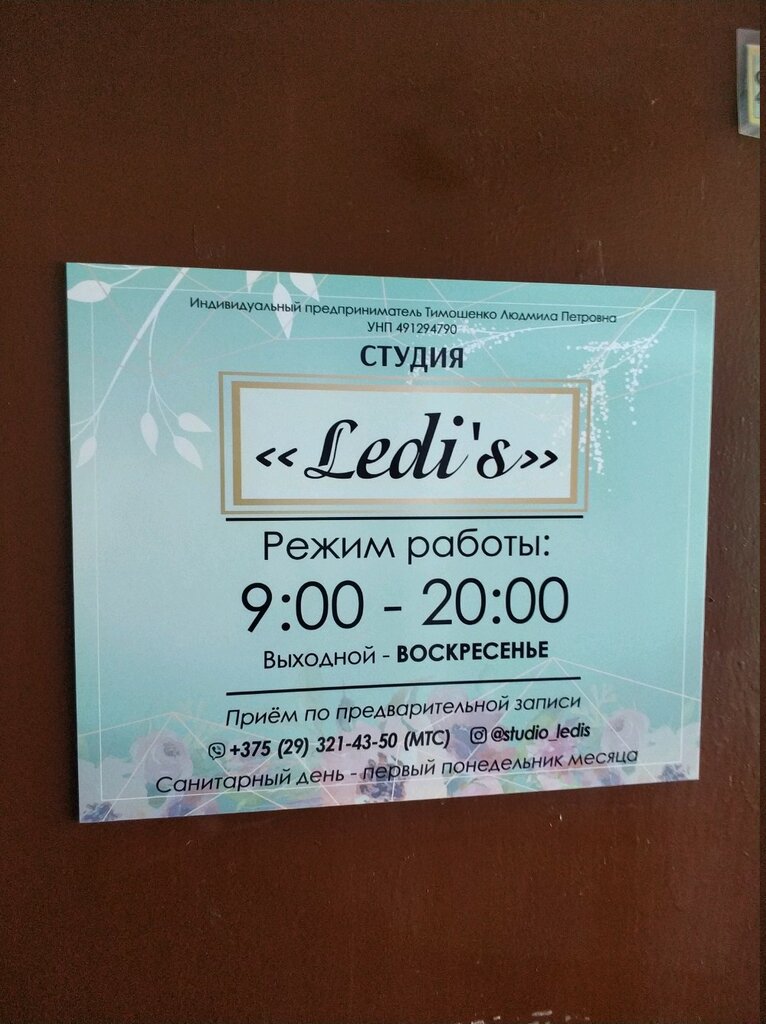 Индивидуальный предприниматель Тимошенко Людмила Петровна
УНП 491294790
СТУДИЯ
«Ledi's»
Режим работы:
9:00 - 20:00
Выходной - ВОСКРЕСЕНЬЕ
Приём по предварительной записи
+375 (29) 321-43-50 (МТС) @studio_ledis
Санитарный день - первый понедельник месяца